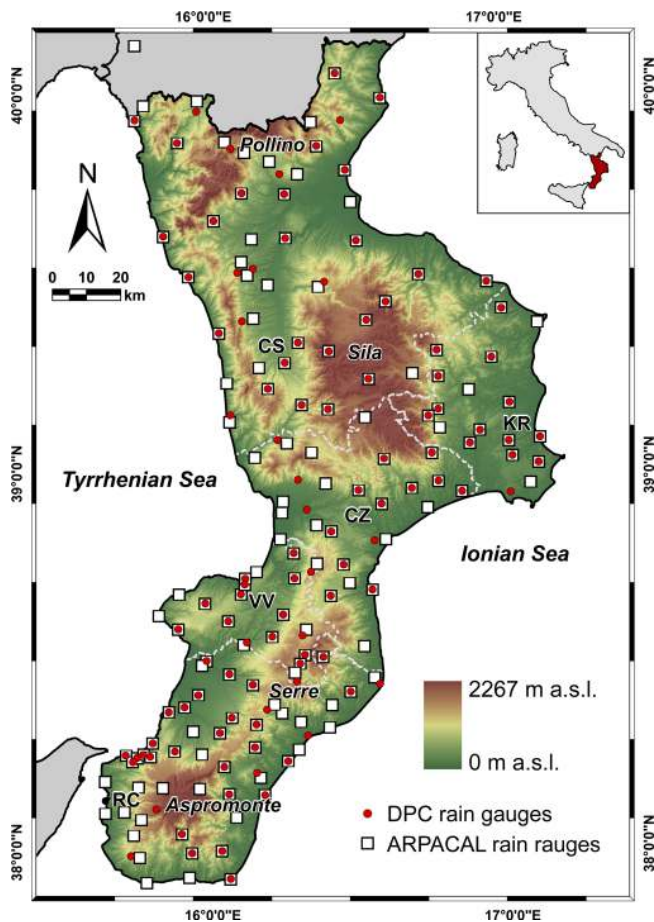 16°0'0"E
17°0'0"E
40°0'0"N
40°0'0"N
Pollino
N
0 10 20
km
CS
Sila
KR
39°0'0"N
39°0'0"N
Tyrrhenian Sea
CZ
Ionian Sea
VV
Serre
2267 m a.s.l.
0 m a.s.l.
RC
Aspromonte
DPC rain gauges
ARPACAL rain rauges
38°0'0"N
38°0'0"N
16°0'0"E
17°0'0"E